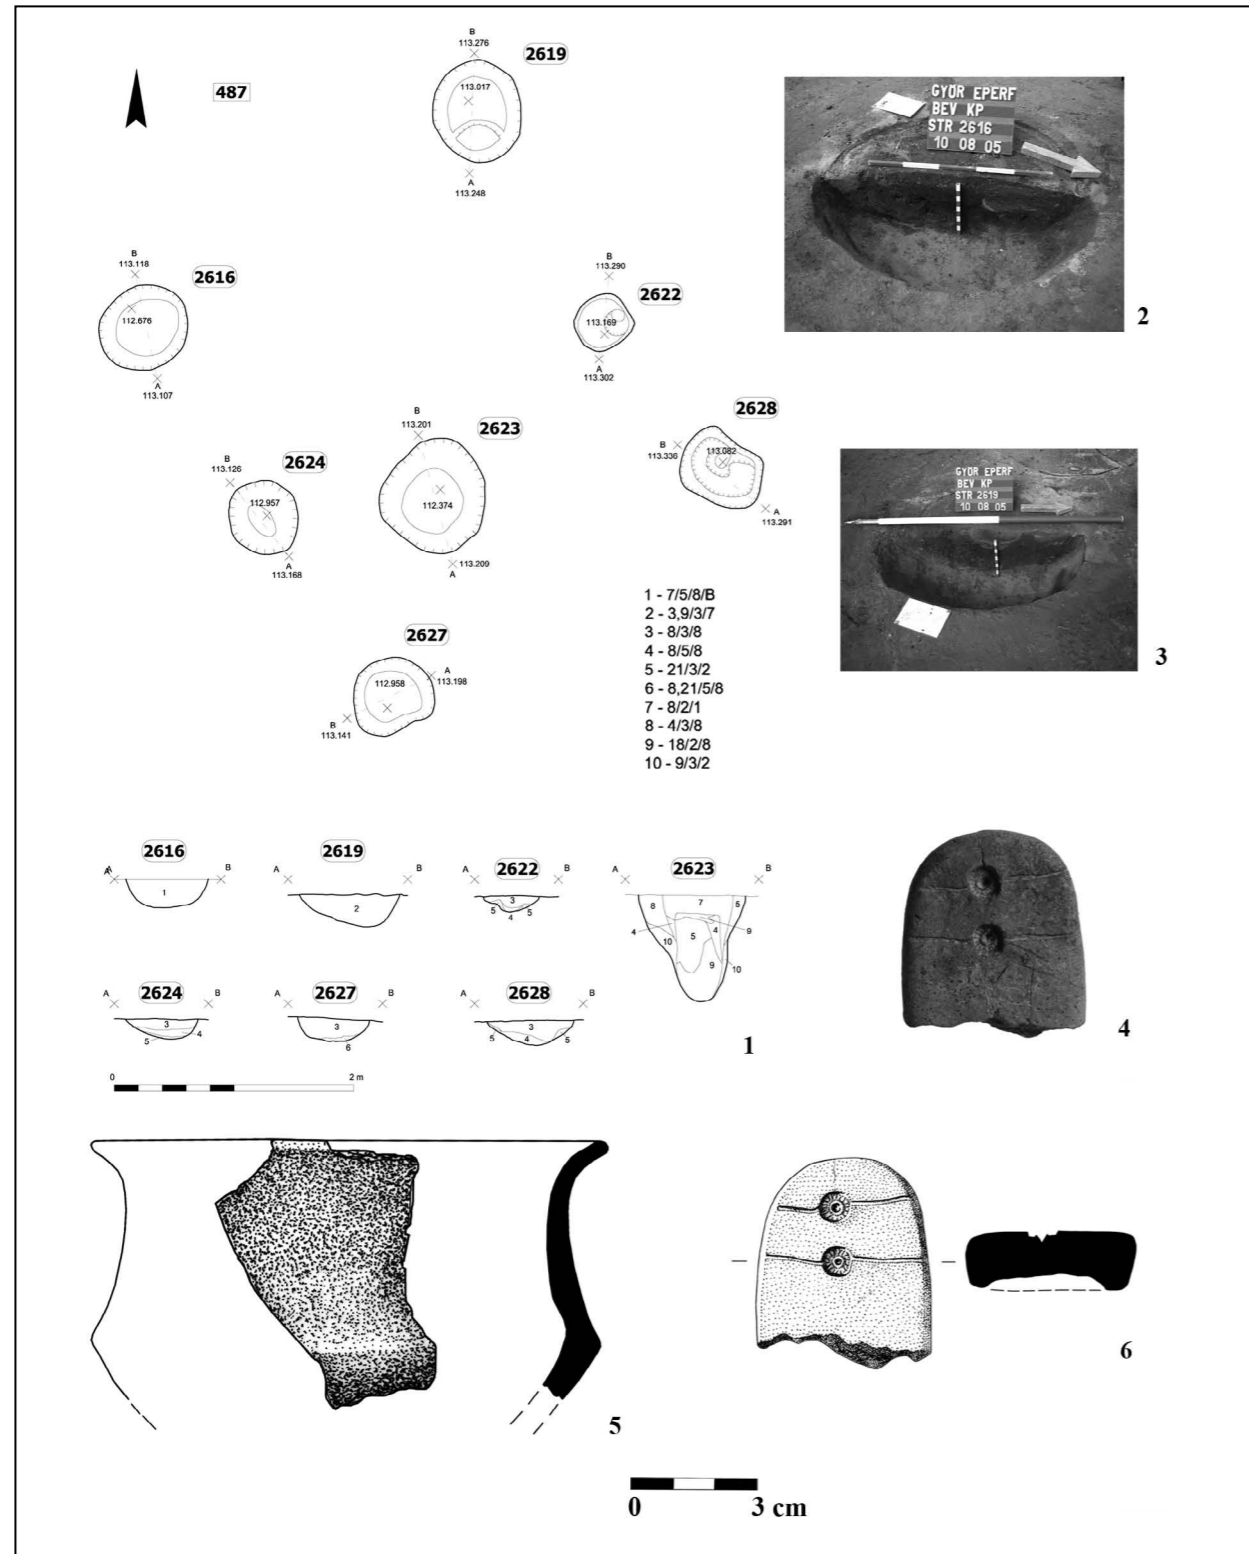 487
B
113.276
2619
113.017
A
113.248
GYŐR EPERF
BEV KP
STR 2616
10 08 05
2
B
113.118
2616
112.676
A
113.107
B
113.290
2622
113.169
A
113.302
B
113.201
2623
112.374
A
113.209
B
113.126
2624
112.957
A
113.168
2628
B
113.336
113.082
A
113.291
GYŐR EPERF
BEV KP
STR 2619
10 08 05
3
2627
A
113.198
112.958
B
113.141
1 - 7/5/8/B
2 - 3,9/3/7
3 - 8/3/8
4 - 8/5/8
5 - 21/3/2
6 - 8,21/5/8
7 - 8/2/1
8 - 4/3/8
9 - 18/2/8
10 - 9/3/2
A 2616 B
1
A 2619 B
2
A 2622 B
3
5 4 5
A 2623 B
8 7 5
4 10 5 4 9
9 10
A 2624 B
3
5 4
A 2627 B
3
6
A 2628 B
3
5 4 5
1
4
0 2 m
5
6
0 3 cm